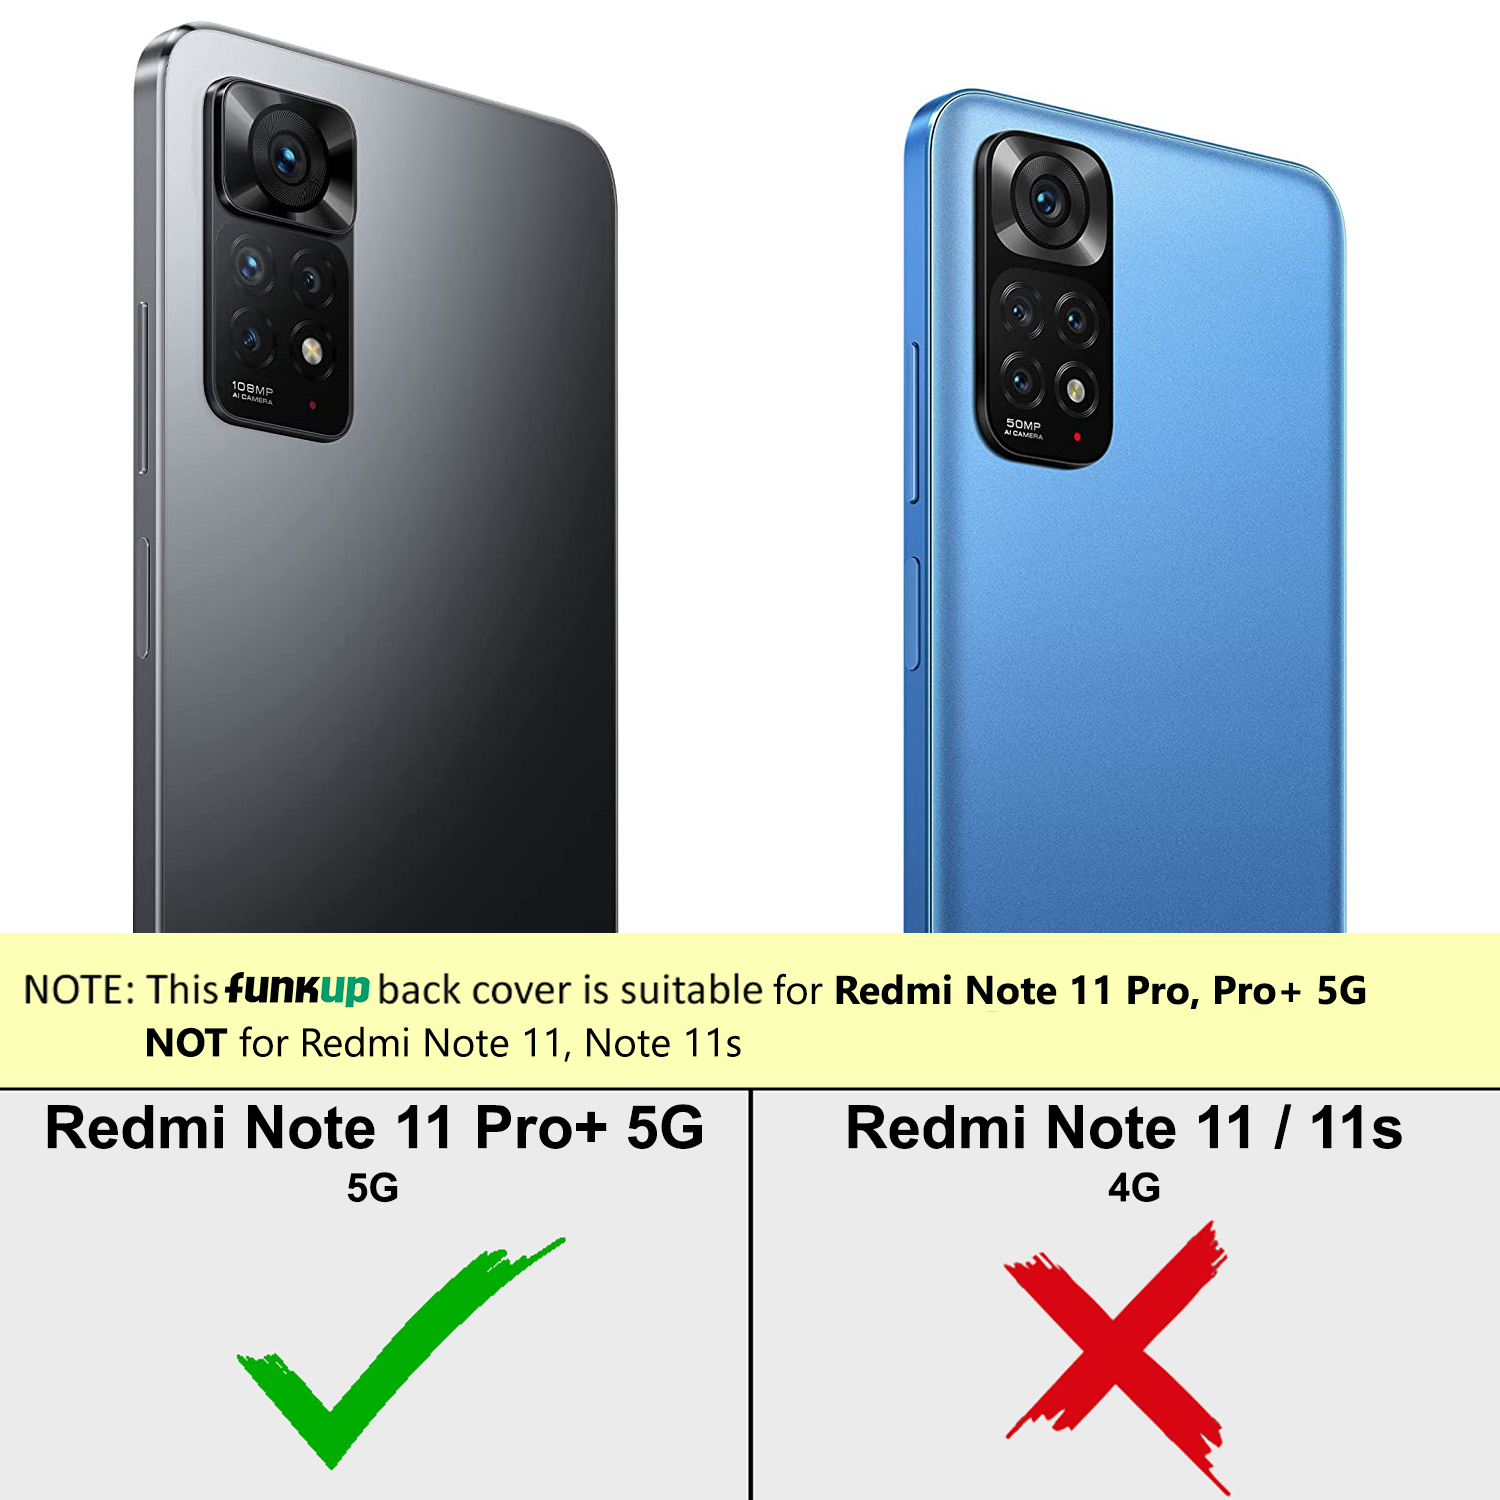 108MP
AI CAMERA
50MP
AI CAMERA
NOTE: This funkup back cover is suitable for Redmi Note 11 Pro, Pro+ 5G
NOT for Redmi Note 11, Note 11s
Redmi Note 11 Pro+ 5G
5G
Redmi Note 11 / 11s
4G